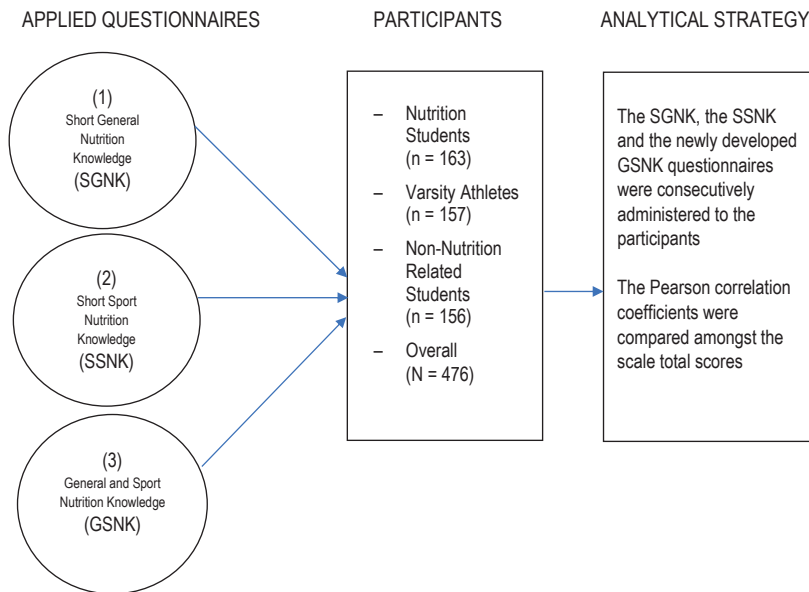 APPLIED QUESTIONNAIRES
PARTICIPANTS
ANALYTICAL STRATEGY
(1)
Short General
Nutrition
Knowledge
(SGNK)
(2)
Short Sport
Nutrition
Knowledge
(SSNK)
(3)
General and Sport
Nutrition Knowledge
(GSNK)
– Nutrition
Students
(n = 163)
– Varsity Athletes
(n = 157)
– Non-Nutrition
Related
Students
(n = 156)
– Overall
(N = 476)
The SGNK, the SSNK
and the newly developed
GSNK questionnaires
were consecutively
administered to the
participants
The Pearson correlation
coefficients were
compared amongst the
scale total scores